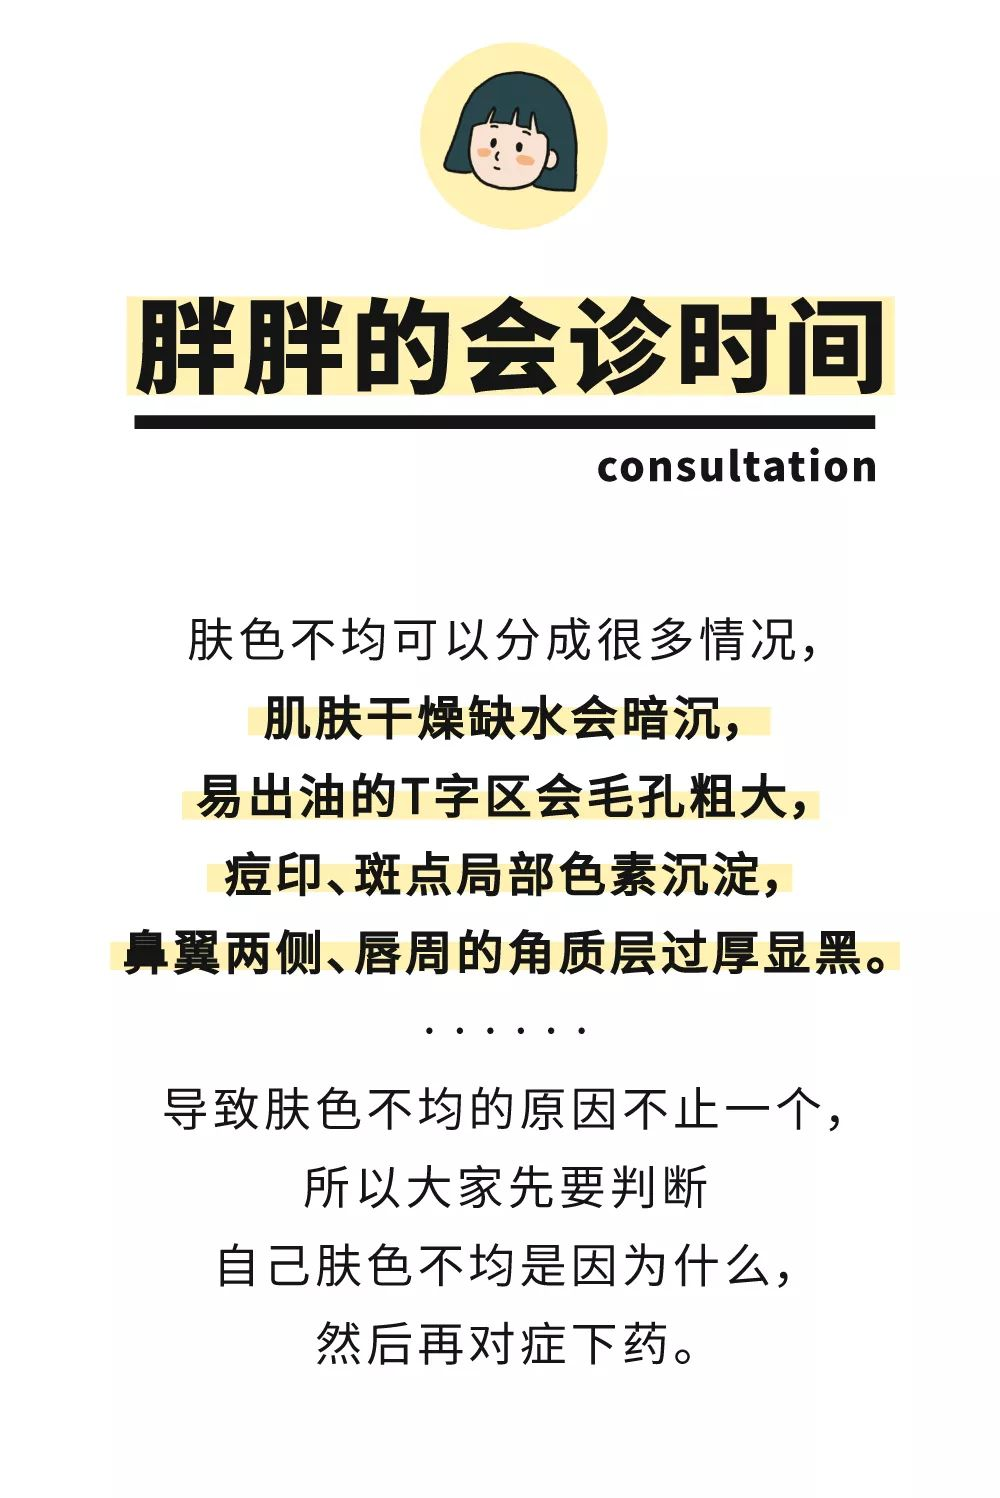 胖胖的会诊时间
consultation
肤色不均可以分成很多情况，
肌肤干燥缺水会暗沉，
易出油的T字区会毛孔粗大，
痘印、斑点局部色素沉淀，
鼻翼两侧、唇周的角质层过厚显黑。
······
导致肤色不均的原因不止一个，
所以大家先要判断
自己肤色不均是因为什么，
然后再对症下药。